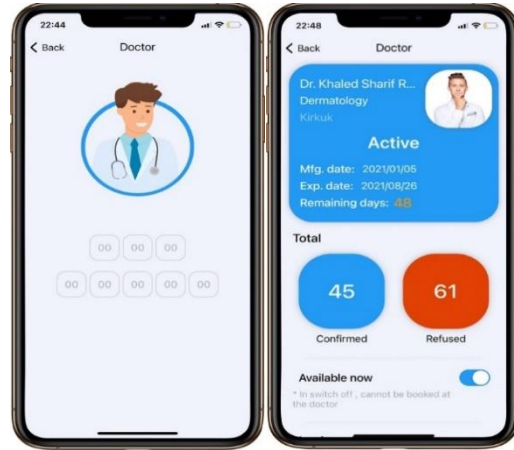 22:44
Back
Doctor
00 00 00
00 00 00 00 00
22:48
Back
Doctor
Dr. Khaled Sharif R...
Dermatology
Kirkuk
Active
Mfg. date: 2021/01/05
Exp. date: 2021/08/26
Remaining days: 48
Total
45
61
Confirmed
Refused
Available now
* In switch off , cannot be booked at
the doctor